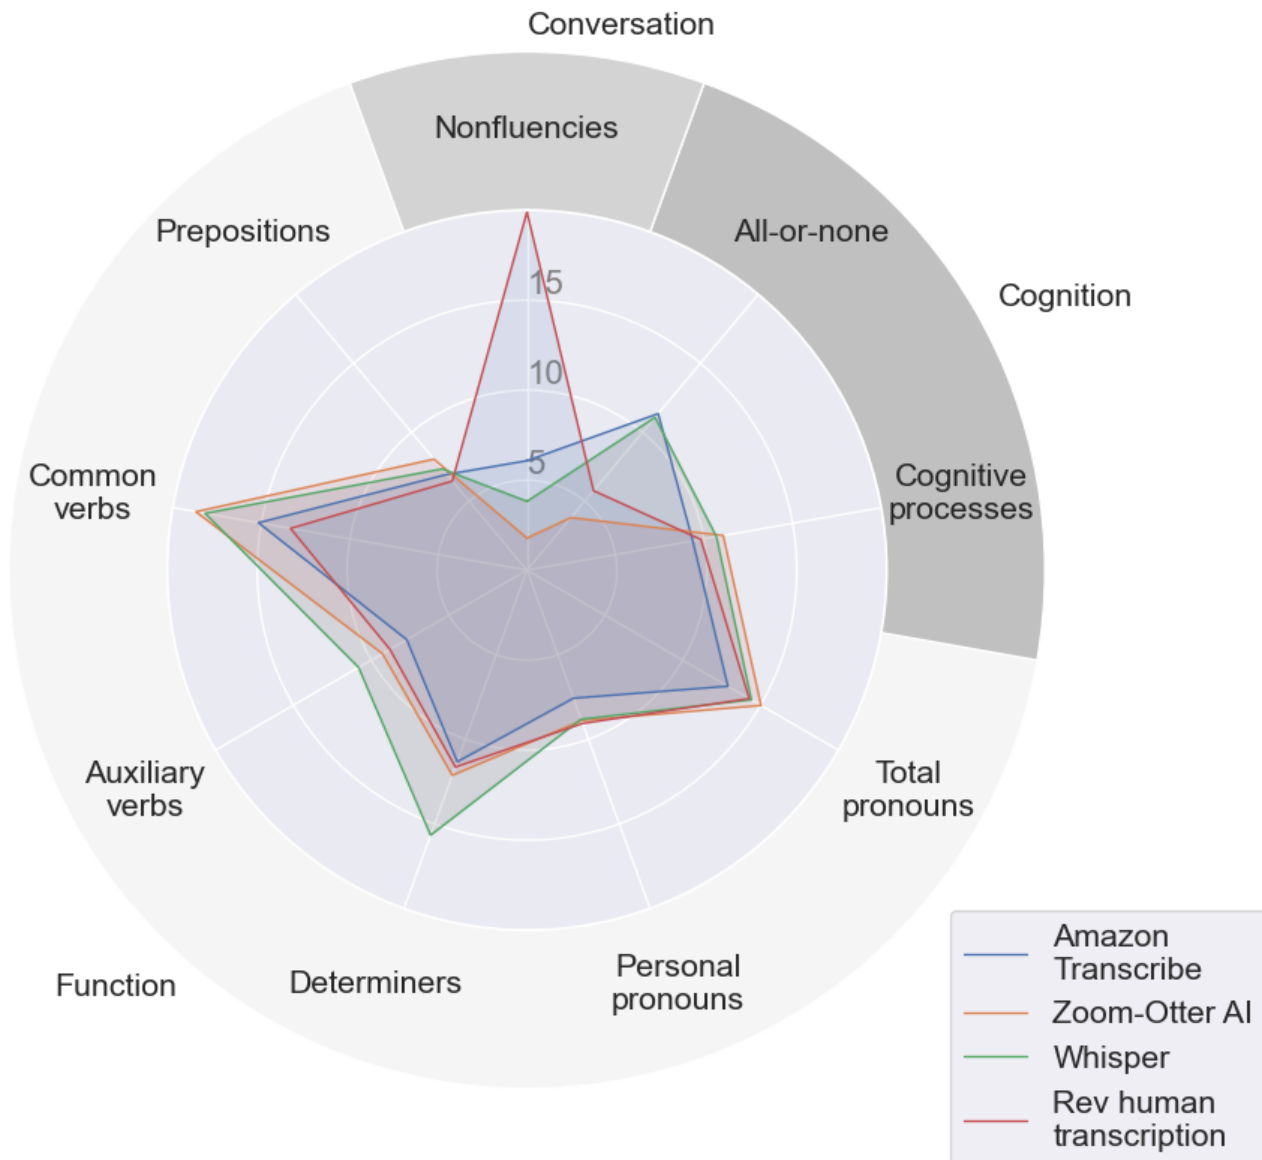 Conversation
Nonfluencies
Prepositions
All-or-none
Cognition
15
10
5
Common
verbs
Cognitive
processes
Auxiliary
verbs
Total
pronouns
Function
Determiners
Personal
pronouns
Amazon
Transcribe
Zoom-Otter AI
Whisper
Rev human
transcription